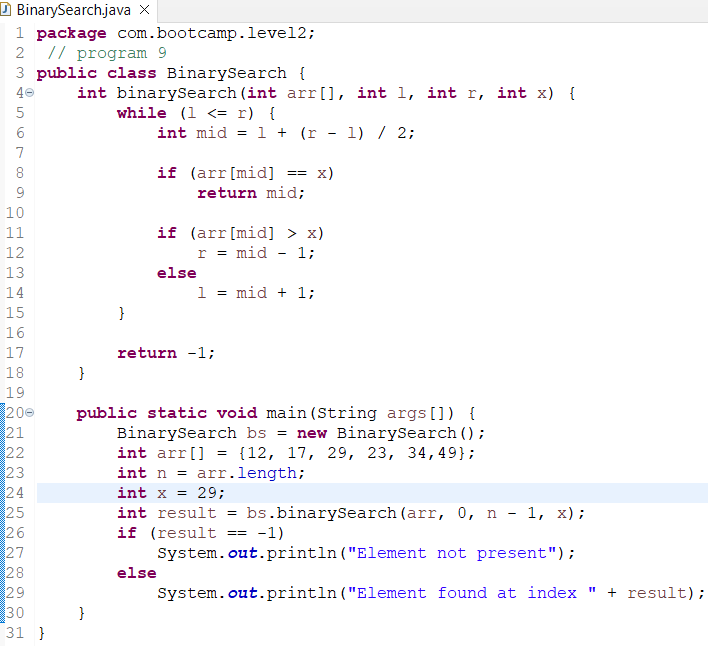 BinarySearch.java
1 package com.bootcamp.level2;
2  // program 9
3 public class BinarySearch {
4     int binarySearch(int arr[], int l, int r, int x) {
5         while (l <= r) {
6             int mid = l + (r - l) / 2;
7
8             if (arr[mid] == x)
9                 return mid;
10
11             if (arr[mid] > x)
12                 r = mid - 1;
13             else
14                 l = mid + 1;
15         }
16
17         return -1;
18     }
19
20     public static void main(String args[]) {
21         BinarySearch bs = new BinarySearch();
22         int arr[] = {12, 17, 29, 23, 34,49};
23         int n = arr.length;
24         int x = 29;
25         int result = bs.binarySearch(arr, 0, n - 1, x);
26         if (result == -1)
27             System.out.println("Element not present");
28         else
29             System.out.println("Element found at index " + result);
30     }
31 }